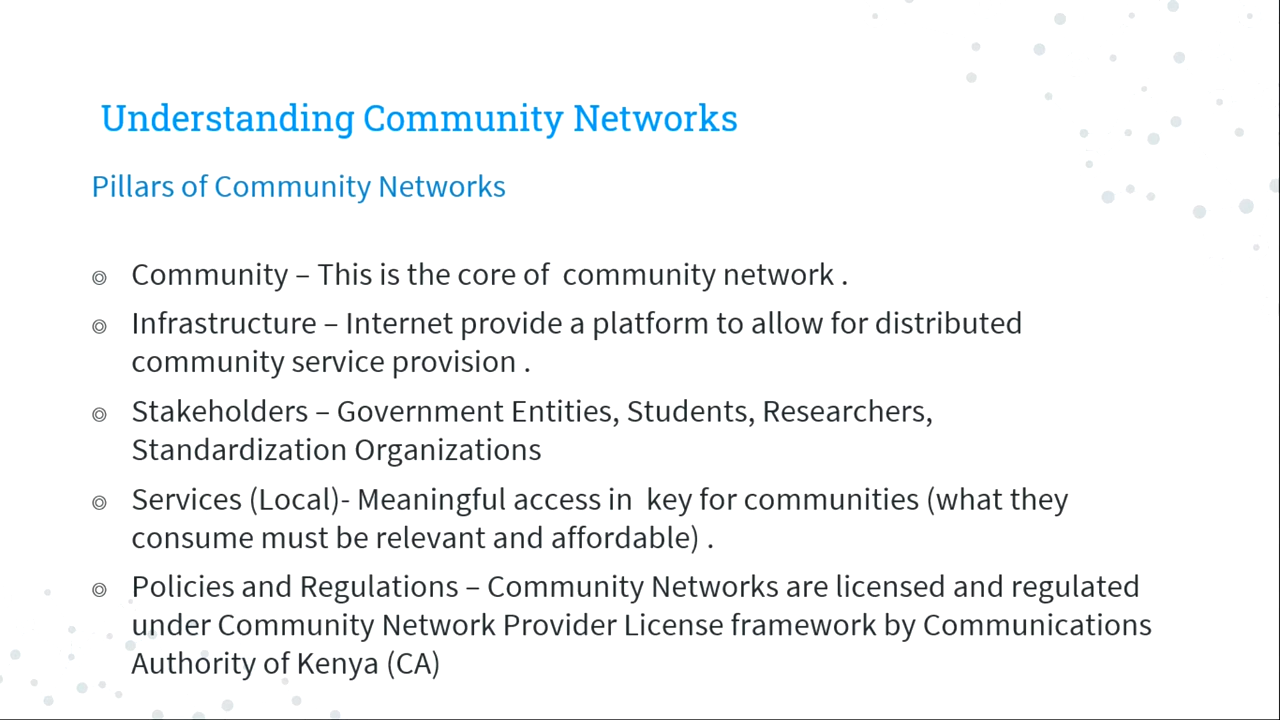 Understanding Community Networks
Pillars of Community Networks
Community – This is the core of  community network .
Infrastructure – Internet provide a platform to allow for distributed
community service provision .
Stakeholders – Government Entities, Students, Researchers,
Standardization Organizations
Services (Local)- Meaningful access in  key for communities (what they
consume must be relevant and affordable) .
Policies and Regulations – Community Networks are licensed and regulated
under Community Network Provider License framework by Communications
Authority of Kenya (CA)